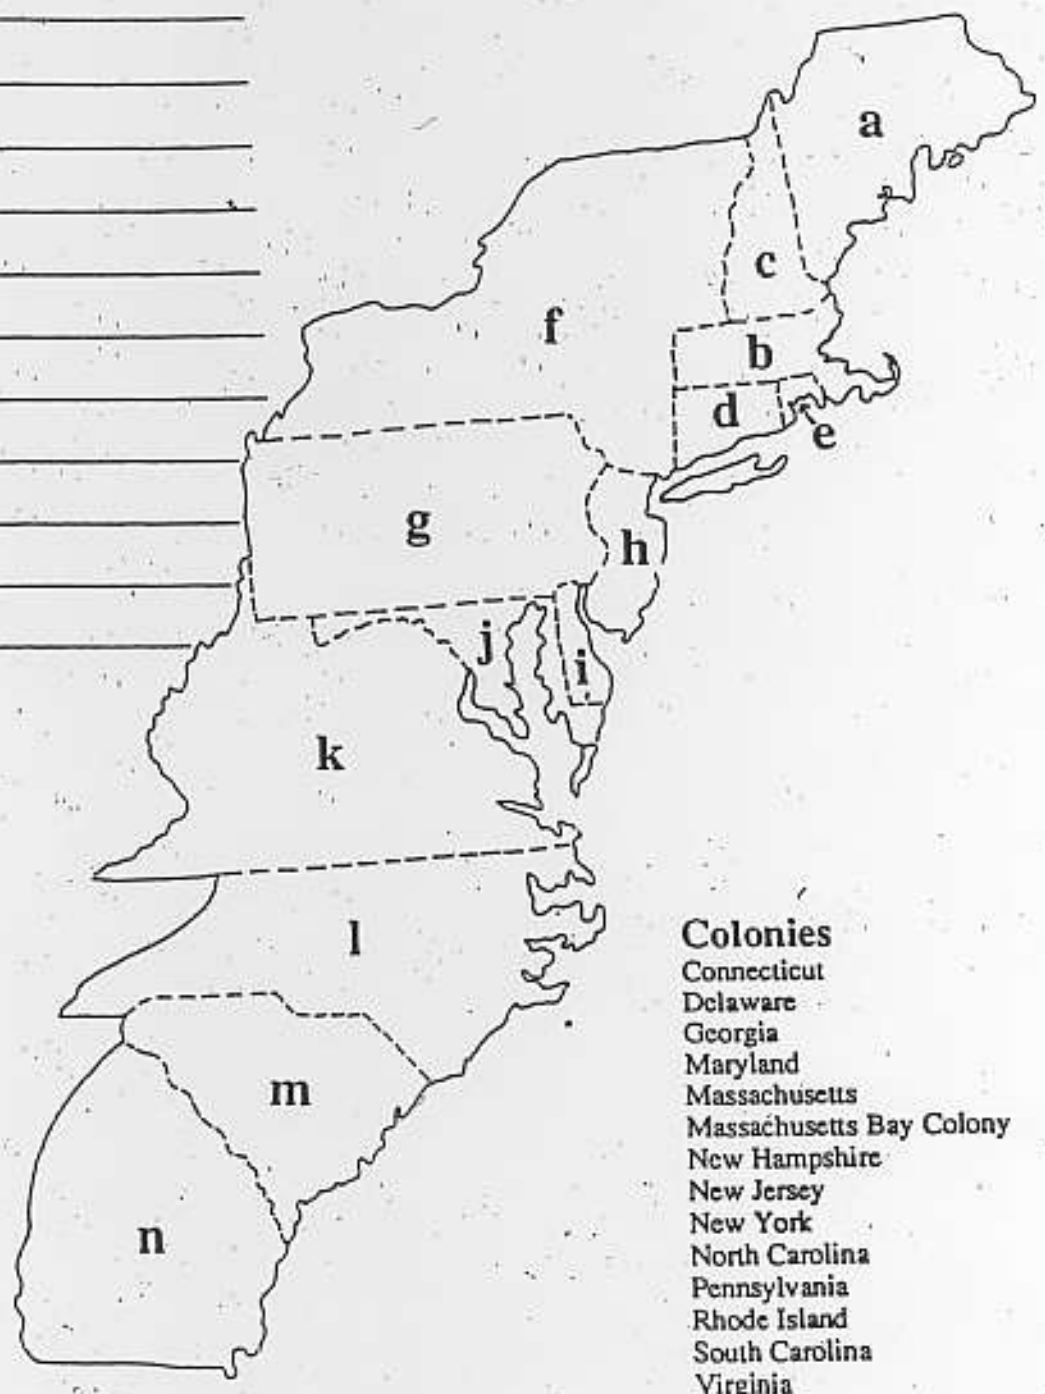 a
c
f
b
d
e
g
h
j
i
k
l
m
n
Colonies
Connecticut
Delaware
Georgia
Maryland
Massachusetts
Massachusetts Bay Colony
New Hampshire
New Jersey
New York
North Carolina
Pennsylvania
Rhode Island
South Carolina
Virginia